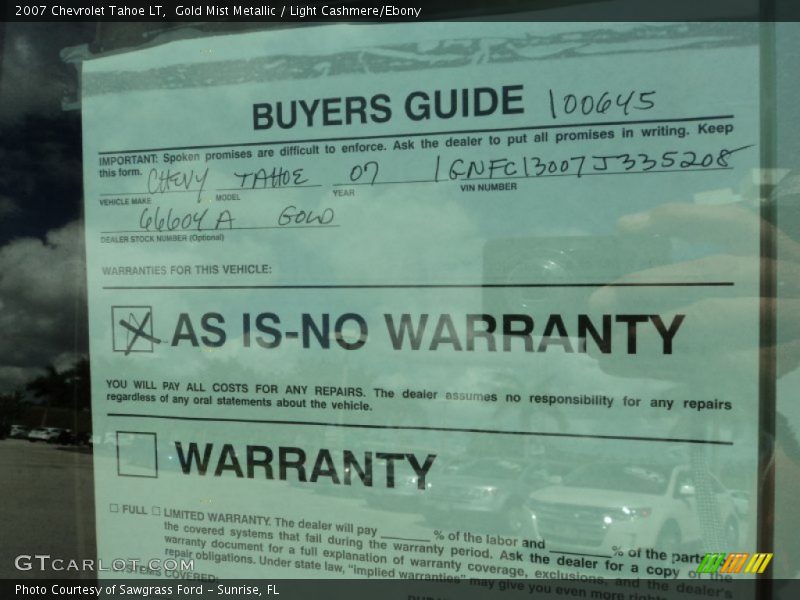 2007 Chevrolet Tahoe LT,  Gold Mist Metallic / Light Cashmere/Ebony
BUYERS GUIDE 100645
IMPORTANT: Spoken promises are difficult to enforce. Ask the dealer to put all promises in writing. Keep
this form.
CHEVY TAHOE 07 1GNFC13007J335208
VEHICLE MAKE MODEL YEAR VIN NUMBER
66604A GOLD
DEALER STOCK NUMBER (Optional)
WARRANTIES FOR THIS VEHICLE:
AS IS-NO WARRANTY
YOU WILL PAY ALL COSTS FOR ANY REPAIRS. The dealer assumes no responsibility for any repairs
regardless of any oral statements about the vehicle.
WARRANTY
FULL LIMITED WARRANTY. The dealer will pay ______ % of the labor and ______ % of the parts
the covered systems that fail during the warranty period. Ask the dealer for a copy of the
warranty document for a full explanation of warranty coverage, exclusions, and the dealer's
repair obligations. Under state law, "implied warranties" may give you even more rights.
SYSTEMS COVERED:
GTCarLot.com
Photo Courtesy of Sawgrass Ford - Sunrise, FL